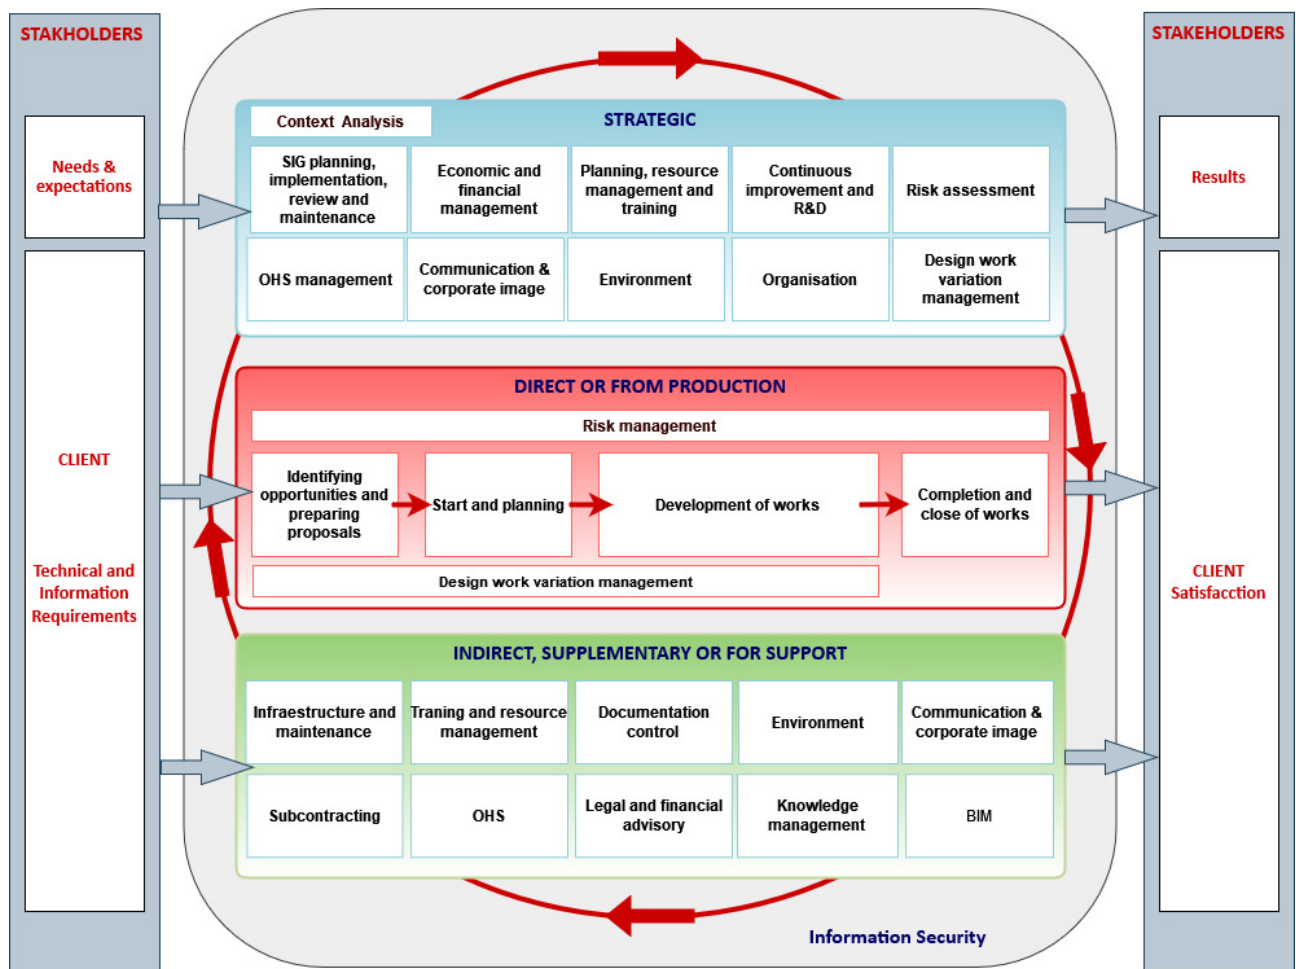 STAKHOLDERS
Needs &
expectations
CLIENT
Technical and
Information
Requirements
STRATEGIC
Context Analysis
SIG planning,
implementation,
review and
maintenance
Economic and
financial
management
Planning, resource
management and
training
Continuous
improvement and
R&D
Risk assessment
OHS management
Communication &
corporate image
Environment
Organisation
Design work
variation
management
DIRECT OR FROM PRODUCTION
Risk management
Identifying
opportunities and
preparing
proposals
Start and planning
Development of works
Completion and
close of works
Design work variation management
INDIRECT, SUPPLEMENTARY OR FOR SUPPORT
Infraestructure and
maintenance
Traning and resource
management
Documentation
control
Environment
Communication &
corporate image
Subcontracting
OHS
Legal and financial
advisory
Knowledge
management
BIM
Information Security
STAKEHOLDERS
Results
CLIENT
Satisfacction